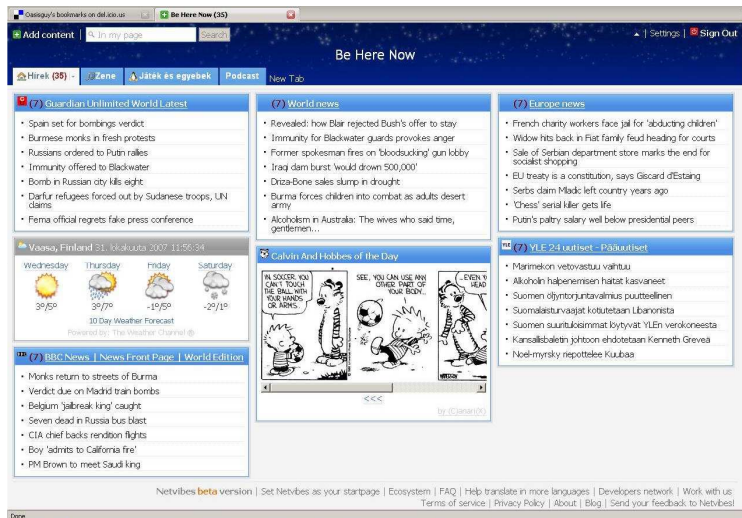 Oasisguy's bookmarks on del.icio.us
Be Here Now (35)
Add content | In my page Search
Settings | Sign Out
Be Here Now
Hírek (35) Zene Játék és egyebek Podcast New Tab
(7) Guardian Unlimited World Latest
Spain set for bombings verdict
Burmese monks in fresh protests
Russians ordered to Putin rallies
Immunity offered to Blackwater
Bomb in Russian city kills eight
Darfur refugees forced out by Sudanese troops, UN
claims
Fema official regrets fake press conference
Vaasa, Finland 31. lokakuuta 2007 11:56:34
Wednesday Thursday Friday Saturday
3º/5º 3º/7º -1º/5º -2º/1º
10 Day Weather Forecast
Powered by: The Weather Channel ®
(7) BBC News | News Front Page | World Edition
Monks return to streets of Burma
Verdict due on Madrid train bombs
Belgium 'jailbreak king' caught
Seven dead in Russia bus blast
CIA chief backs rendition flights
Boy 'admits to California fire'
PM Brown to meet Saudi king
(7) World news
Revealed: how Blair rejected Bush's offer to stay
Immunity for Blackwater guards provokes anger
Former spokesman fires on 'bloodsucking' gun lobby
Iraqi dam burst 'would drown 500,000'
Driza-Bone sales slump in drought
Burma forces children into combat as adults desert
army
Alcoholism in Australia: The wives who said time,
gentlemen...
Calvin And Hobbes of the Day
IN SOCCER, YOU
CAN'T TOUCH
THE BALL WITH
YOUR HANDS
OR ARMS.
SEE, YOU CAN USE ANY
OTHER PART OF
YOUR BODY...
...EVEN Y
HEAD
<<<
(7) Europe news
French charity workers face jail for 'abducting children'
Widow hits back in Fiat family feud heading for courts
Sale of Serbian department store marks the end for
socialist shopping
EU treaty is a constitution, says Giscard d'Estaing
Serbs claim Mladic left country years ago
'Chess' serial killer gets life
Putin's paltry salary well below presidential peers
YLE (7) YLE 24 uutiset - Pääuutiset
Marimekon vetovastuu vaihtuu
Alkoholin halpenemisen haitat kasvaneet
Suomen öljyntorjuntavalmius puutteellinen
Suomalaisturvaajat kotiutetaan Libanonista
Suomen suurituloisimmat löytyvät YLEn verokoneesta
Kansallisbaletin johtoon ehdotetaan Kenneth Greveä
Noel-myrsky riepottelee Kuubaa
Netvibes beta version | Set Netvibes as your startpage | Ecosystem | FAQ | Help translate in more languages | Developers network | Work with us
Terms of service | Privacy Policy | About | Blog | Send your feedback to Netvibes!
Done